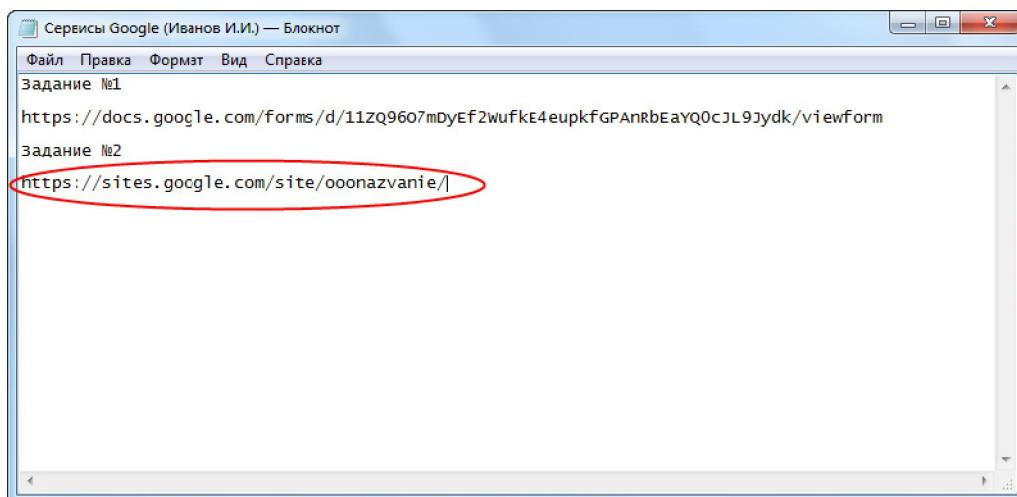 Сервисы Google (Иванов И.И.) — Блокнот
Файл Правка Формат Вид Справка
Задание №1
https://docs.google.com/forms/d/11ZQ96O7mDyEf2WufkE4eupkfGPAnRbEaYQ0cJL9Jydk/viewform
Задание №2
https://sites.google.com/site/ooonazvanie/